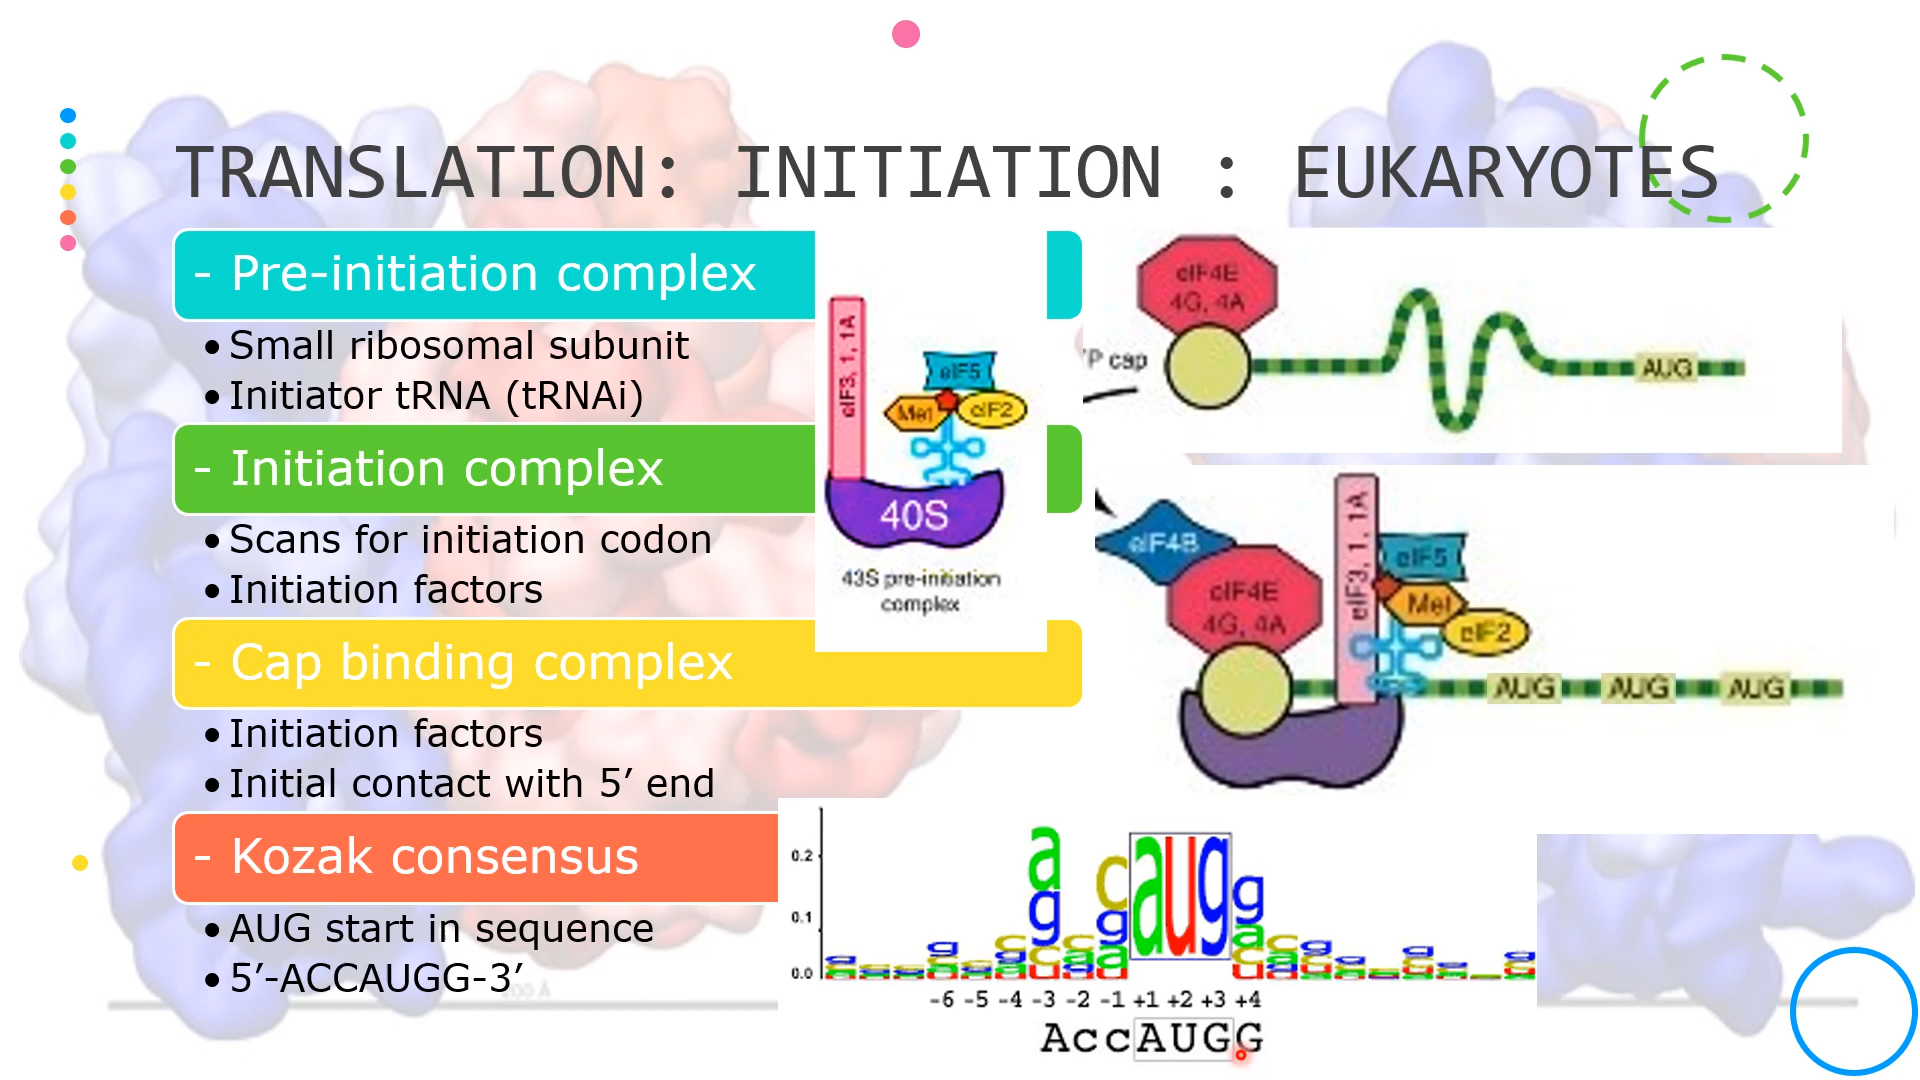 TRANSLATION: INITIATION : EUKARYOTES
- Pre-initiation complex
• Small ribosomal subunit
• Initiator tRNA (tRNAi)
- Initiation complex
• Scans for initiation codon
• Initiation factors
- Cap binding complex
• Initiation factors
• Initial contact with 5′ end
- Kozak consensus
• AUG start in sequence
• 5′-ACCAUGG-3′
eIF3, 1, 1A
eIF5
Met
eIF2
40S
43S pre-initiation
complex
eIF4E
4G, 4A
P cap
AUG
eIF4B
eIF4E
4G, 4A
eIF3, 1, 1A
eIF5
Met
eIF2
AUG AUG AUG
0.2
0.1
0.0
a
g
c
g
a
aug
g
a
-6 -5 -4 -3 -2 -1 +1 +2 +3 +4
AccAUGG